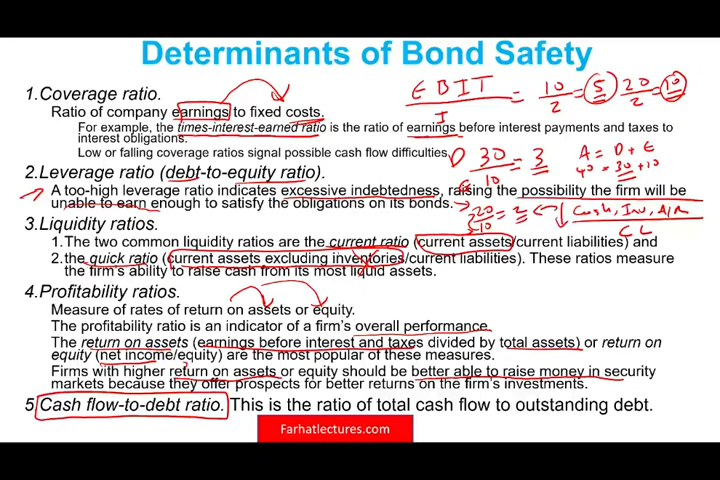 Determinants of Bond Safety
1.Coverage ratio.
Ratio of company earnings to fixed costs.
For example, the times-interest-earned ratio is the ratio of earnings before interest payments and taxes to
interest obligations.
Low or falling coverage ratios signal possible cash flow difficulties.
EBIT
I
= 10/2 = 5 20/2 = 10
2.Leverage ratio (debt-to-equity ratio).
A too-high leverage ratio indicates excessive indebtedness, raising the possibility the firm will be
unable to earn enough to satisfy the obligations on its bonds.
D 30 = 3
E 10
A = D + E
40 = 30 + 10
20 = 2
10
Cash, Inv, A/R
CL
3.Liquidity ratios.
1.The two common liquidity ratios are the current ratio (current assets/current liabilities) and
2.the quick ratio (current assets excluding inventories/current liabilities). These ratios measure
the firm's ability to raise cash from its most liquid assets.
4.Profitability ratios.
Measure of rates of return on assets or equity.
The profitability ratio is an indicator of a firm's overall performance.
The return on assets (earnings before interest and taxes divided by total assets) or return on
equity (net income/equity) are the most popular of these measures.
Firms with higher return on assets or equity should be better able to raise money in security
markets because they offer prospects for better returns on the firm's investments.
5.Cash flow-to-debt ratio. This is the ratio of total cash flow to outstanding debt.
Farhatlectures.com